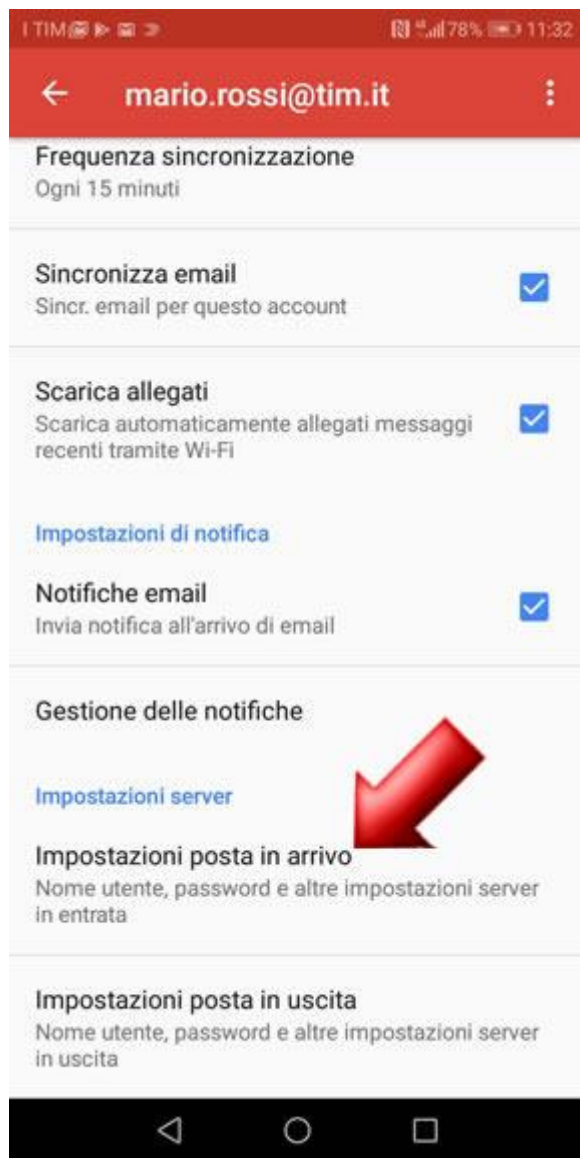 I TIM 78% 11:32
mario.rossi@tim.it
Frequenza sincronizzazione
Ogni 15 minuti
Sincronizza email
Sincr. email per questo account
Scarica allegati
Scarica automaticamente allegati messaggi
recenti tramite Wi-Fi
Impostazioni di notifica
Notifiche email
Invia notifica all'arrivo di email
Gestione delle notifiche
Impostazioni server
Impostazioni posta in arrivo
Nome utente, password e altre impostazioni server
in entrata
Impostazioni posta in uscita
Nome utente, password e altre impostazioni server
in uscita